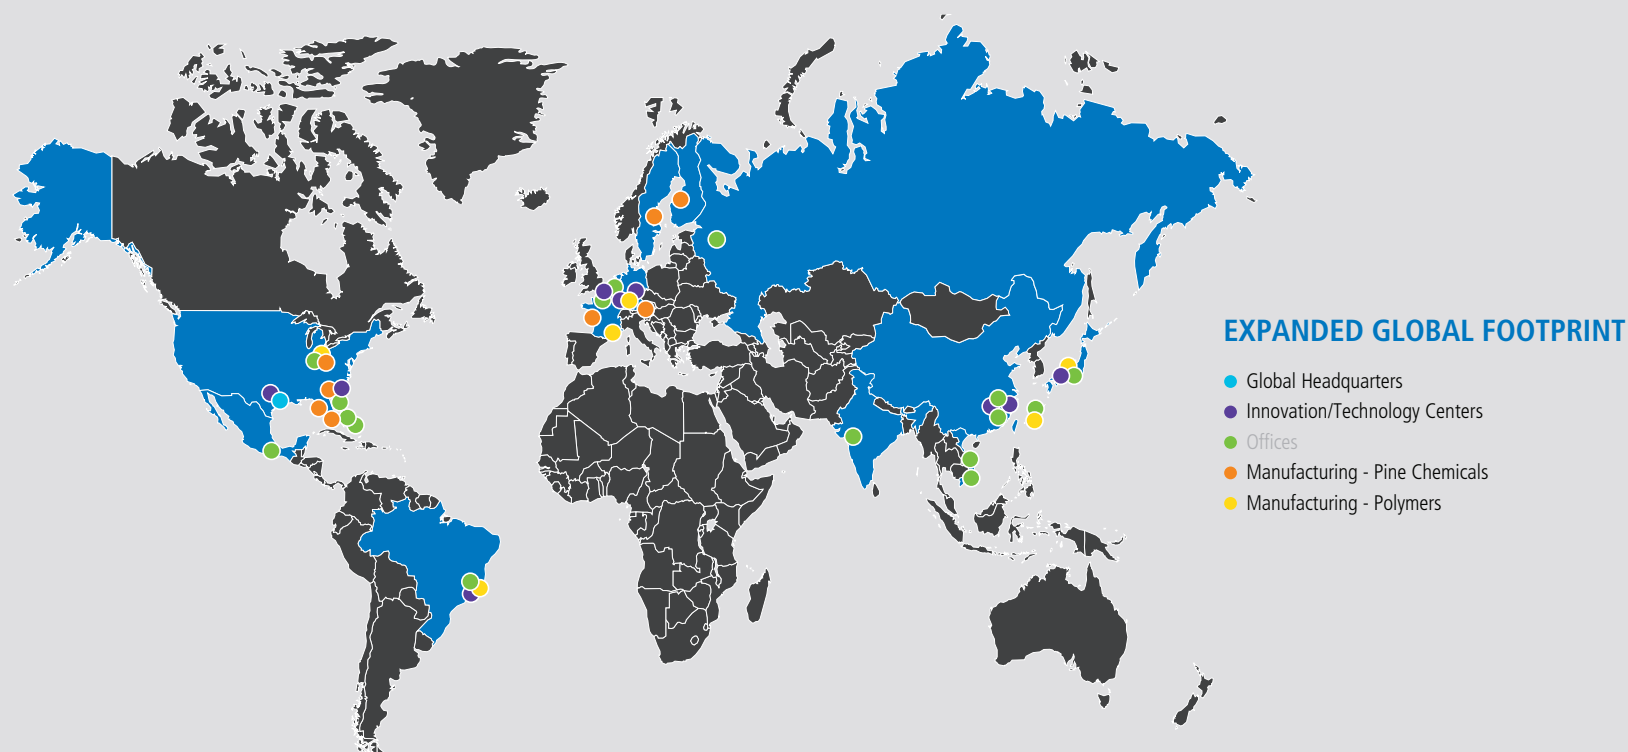 EXPANDED GLOBAL FOOTPRINT
Global Headquarters
Innovation/Technology Centers
Offices
Manufacturing - Pine Chemicals
Manufacturing - Polymers